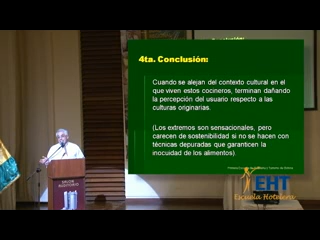 4ta. Conclusión:
Cuando se alejan del contexto cultural en el
que viven estos cocineros, terminan dañando
la percepción del usuario respecto a las
culturas originarias.
(Los extremos son sensacionales, pero
carecen de sostenibilidad si no se hacen con
técnicas depuradas que garanticen la
inocuidad de los alimentos).
EHT
Escuela Hotelera